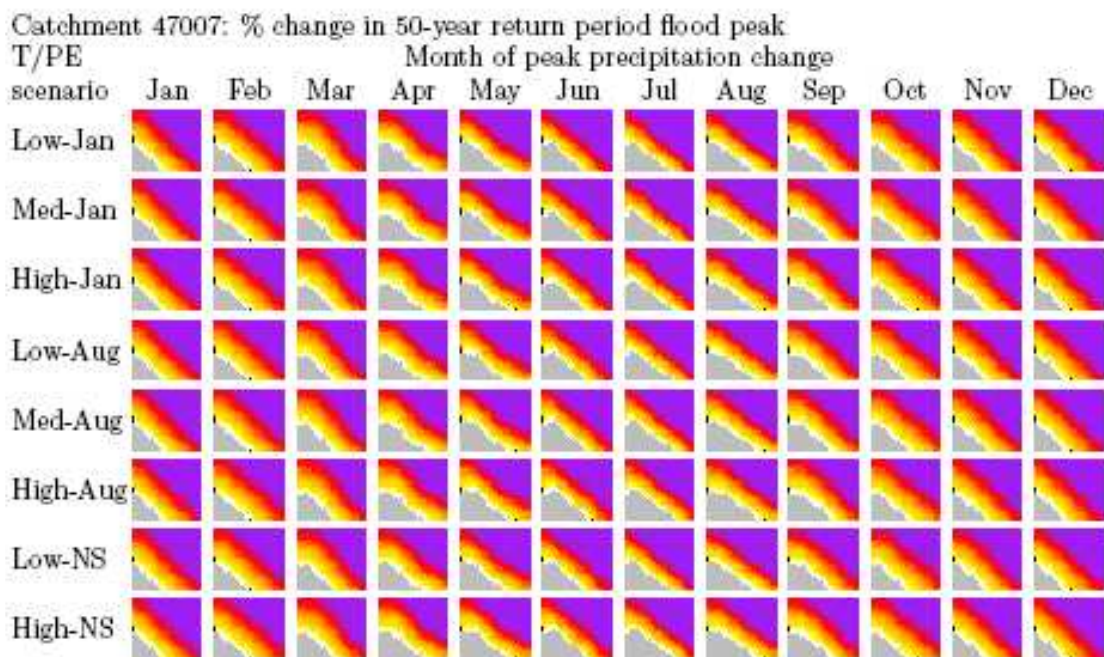 Catchment 47007: % change in 50-year return period flood peak
T/PE Month of peak precipitation change
scenario Jan Feb Mar Apr May Jun Jul Aug Sep Oct Nov Dec
Low-Jan
Med-Jan
High-Jan
Low-Aug
Med-Aug
High-Aug
Low-NS
High-NS